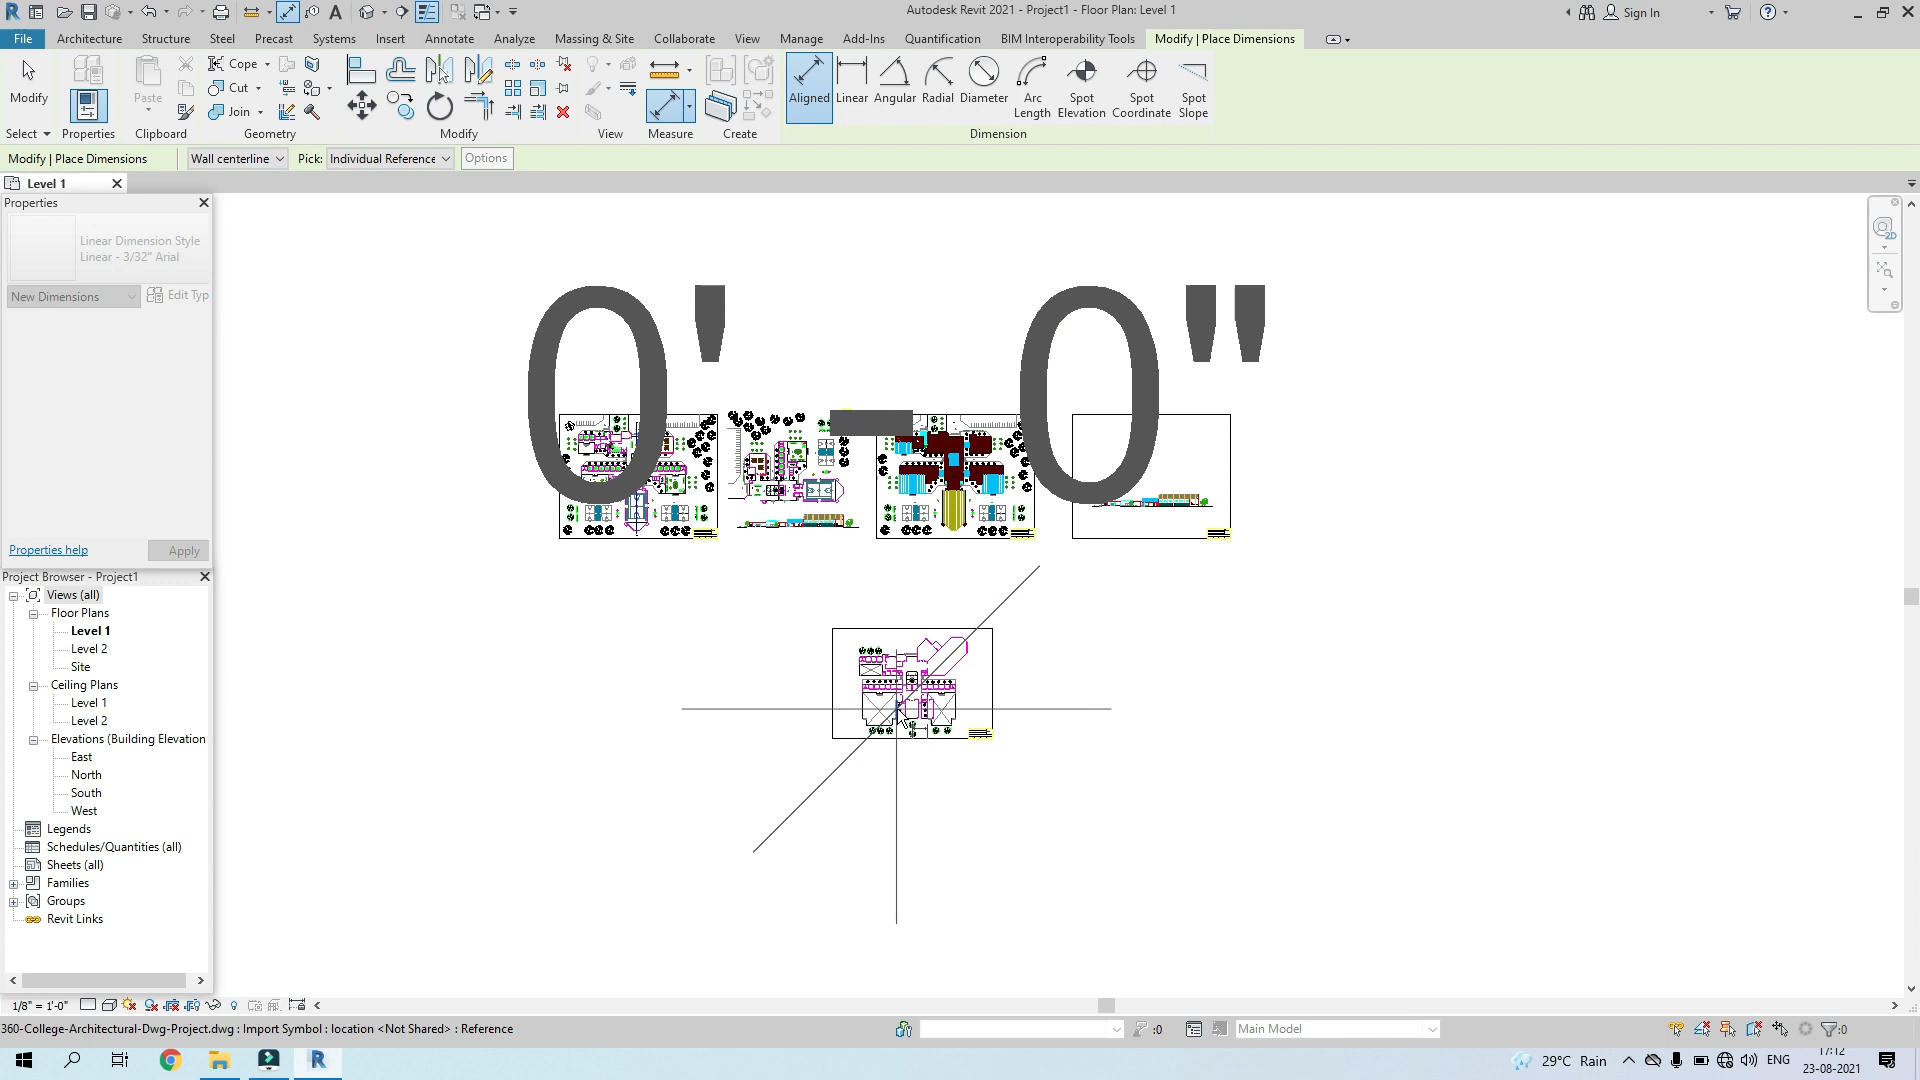 Autodesk Revit 2021 - Project1 - Floor Plan: Level 1
Sign In
File Architecture Structure Steel Precast Systems Insert Annotate Analyze Massing & Site Collaborate View Manage Add-Ins Quantification BIM Interoperability Tools Modify | Place Dimensions
Modify
Paste
Cope
Cut
Join
Aligned Linear Angular Radial Diameter Arc Length Spot Elevation Spot Coordinate Spot Slope
Select Properties Clipboard Geometry Modify View Measure Create Dimension
Modify | Place Dimensions Wall centerline Pick: Individual Reference Options
Level 1
Properties
Linear Dimension Style
Linear - 3/32" Arial
New Dimensions Edit Typ
0' - 0"
2D
Properties help Apply
Project Browser - Project1
Views (all)
Floor Plans
Level 1
Level 2
Site
Ceiling Plans
Level 1
Level 2
Elevations (Building Elevation
East
North
South
West
Legends
Schedules/Quantities (all)
Sheets (all)
Families
Groups
Revit Links
1/8" = 1'-0"
360-College-Architectural-Dwg-Project.dwg : Import Symbol : location <Not Shared> : Reference
:0
Main Model
:0
29°C Rain
ENG
17:12
23-08-2021